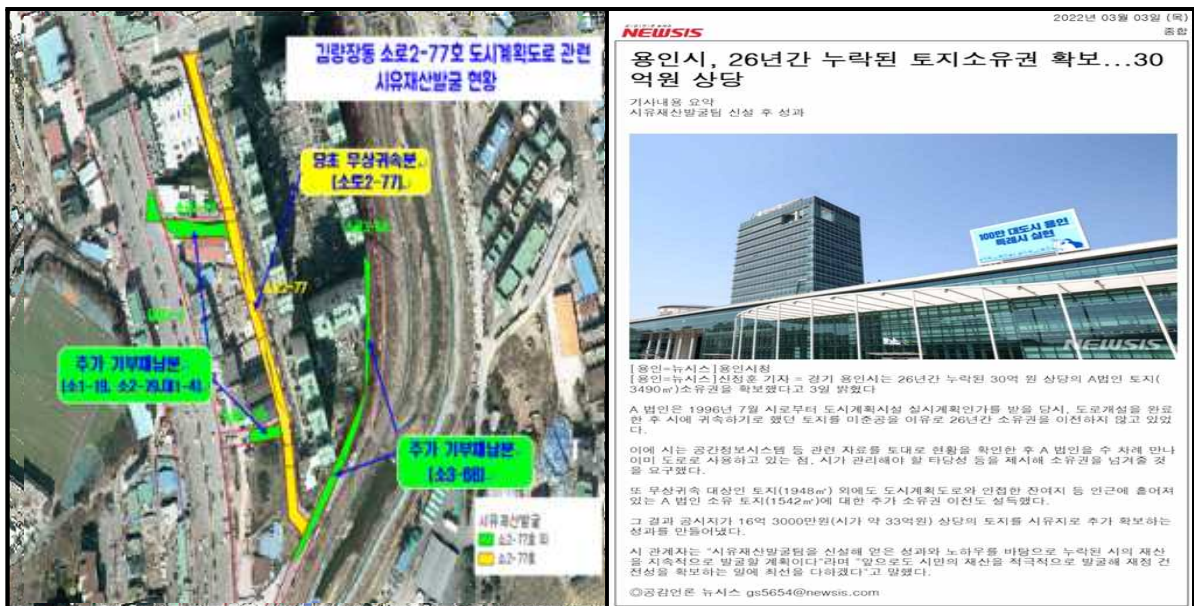 김량장동 소로2-77호 도시계획도로 관련
시유재산발굴 현황
당초 무상귀속분
(소로2-77)
소2-77
추가 기부채납분
(소1-19, 소2-79,대1-4)
추가 기부채납분
(소3-68)
시유재산발굴
소2-77호 외
소2-77호
2022년 03월 03일 (목)
NEWSIS
종합
용인시, 26년간 누락된 토지소유권 확보...30
억원 상당
기사내용 요약
시유재산발굴팀 신설 후 성과
100만 대도시 용인
특례시 실현
NEWSIS
[용인=뉴시스]용인시청
[용인=뉴시스]신정훈 기자 = 경기 용인시는 26년간 누락된 30억 원 상당의 A법인 토지(
3490㎡)소유권을 확보했다고 3일 밝혔다
A 법인은 1996년 7월 시로부터 도시계획시설 실시계획인가를 받을 당시, 도로개설을 완료
한 후 시에 귀속하기로 했던 토지를 미준공을 이유로 26년간 소유권을 이전하지 않고 있었
다.
이에 시는 공간정보시스템 등 관련 자료를 토대로 현황을 확인한 후 A 법인을 수 차례 만나
이미 도로로 사용하고 있는 점, 시가 관리해야 할 타당성 등을 제시해 소유권을 넘겨줄 것
을 요구했다.
또 무상귀속 대상인 토지(1948㎡) 외에도 도시계획도로와 인접한 잔여지 등 인근에 흩어져
있는 A 법인 소유 토지(1542㎡)에 대한 추가 소유권 이전도 설득했다.
그 결과 공시지가 16억 3000만원(시가 약 33억원) 상당의 토지를 시유지로 추가 확보하는
성과를 만들어냈다.
시 관계자는 "시유재산발굴팀을 신설해 얻은 성과와 노하우를 바탕으로 누락된 시의 재산
을 지속적으로 발굴할 계획이다"라며 "앞으로도 시민의 재산을 적극적으로 발굴해 재정 건
전성을 확보하는 일에 최선을 다하겠다"고 말했다.
◎공감언론 뉴시스 gs5654@newsis.com